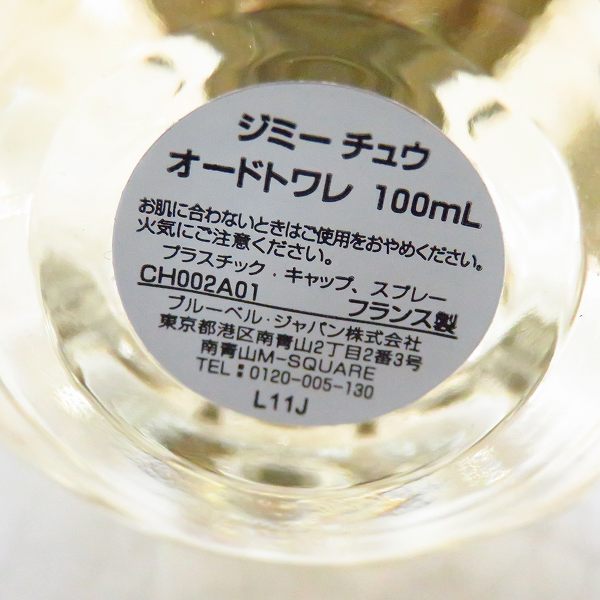 ジミー チュウ
オードトワレ 100mL
お肌に合わないときはご使用をおやめください。
火気にご注意ください。
プラスチック・キャップ、スプレー
CH002A01 フランス製
ブルーベル・ジャパン株式会社
東京都港区南青山2丁目2番3号
南青山M-SQUARE
TEL:0120-005-130
L11J